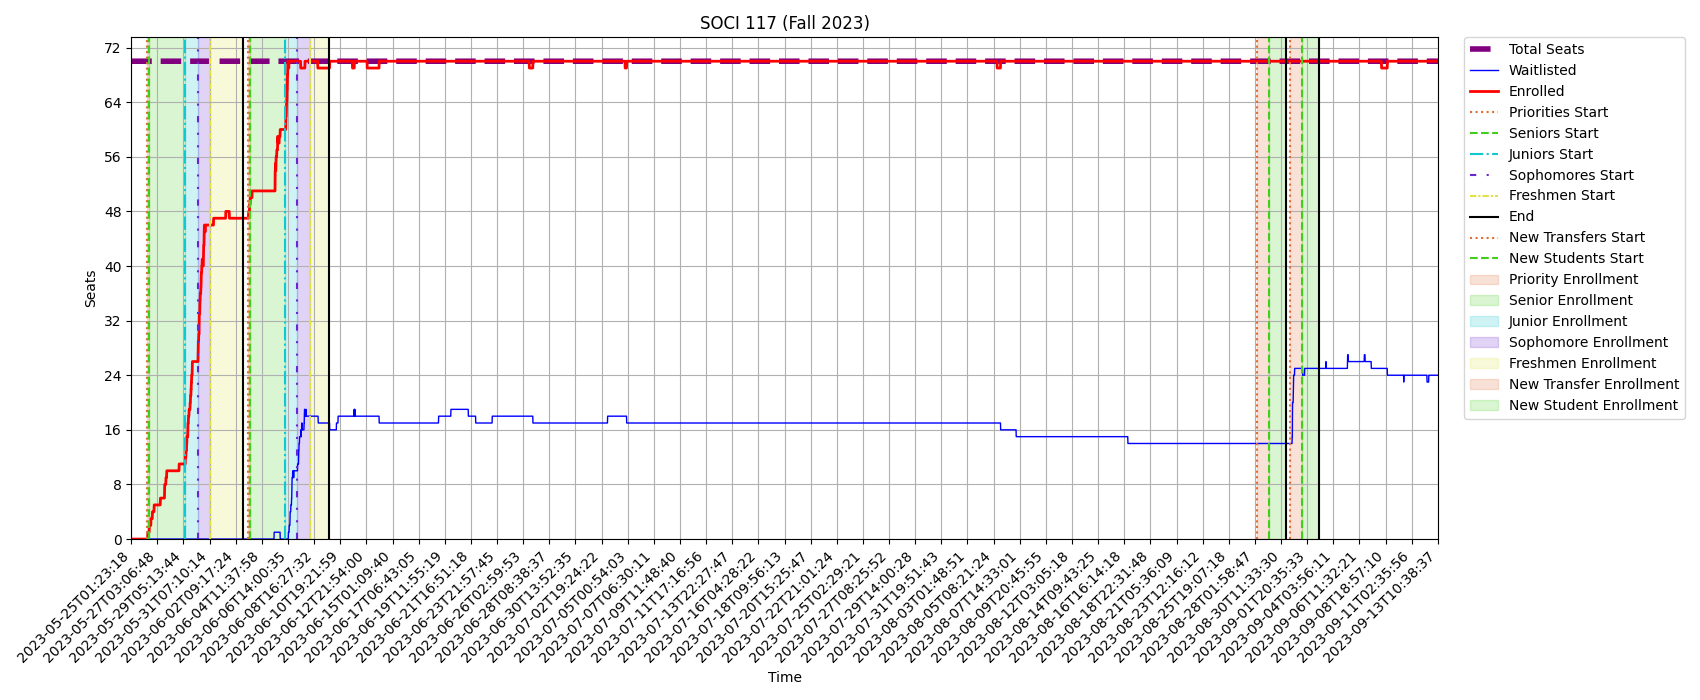 SOCI 117 (Fall 2023)
Seats
72
64
56
48
40
32
24
16
8
0
2023-05-25T01:23:18
2023-05-27T03:06:48
2023-05-29T05:13:44
2023-05-31T07:10:14
2023-06-02T09:17:24
2023-06-04T11:37:58
2023-06-06T14:00:35
2023-06-08T16:27:32
2023-06-10T19:21:59
2023-06-12T21:54:00
2023-06-15T01:09:40
2023-06-17T06:43:05
2023-06-19T11:55:19
2023-06-21T16:51:18
2023-06-23T21:57:45
2023-06-26T02:59:53
2023-06-28T08:38:37
2023-06-30T13:52:35
2023-07-02T19:24:22
2023-07-05T00:54:03
2023-07-07T06:30:11
2023-07-09T11:48:40
2023-07-11T17:16:56
2023-07-13T22:27:47
2023-07-16T04:28:22
2023-07-18T09:56:13
2023-07-20T15:25:47
2023-07-22T21:01:24
2023-07-25T02:29:21
2023-07-27T08:25:52
2023-07-29T14:00:28
2023-07-31T19:51:43
2023-08-03T01:48:51
2023-08-05T08:21:24
2023-08-07T14:33:01
2023-08-09T20:45:55
2023-08-12T03:05:18
2023-08-14T09:43:25
2023-08-16T16:14:18
2023-08-18T22:31:48
2023-08-21T05:36:09
2023-08-23T12:16:12
2023-08-25T19:07:18
2023-08-28T01:58:47
2023-08-30T11:33:30
2023-09-01T20:35:33
2023-09-04T03:56:11
2023-09-06T11:32:21
2023-09-08T18:57:10
2023-09-11T02:35:56
2023-09-13T10:38:37
Time
Total Seats
Waitlisted
Enrolled
Priorities Start
Seniors Start
Juniors Start
Sophomores Start
Freshmen Start
End
New Transfers Start
New Students Start
Priority Enrollment
Senior Enrollment
Junior Enrollment
Sophomore Enrollment
Freshmen Enrollment
New Transfer Enrollment
New Student Enrollment